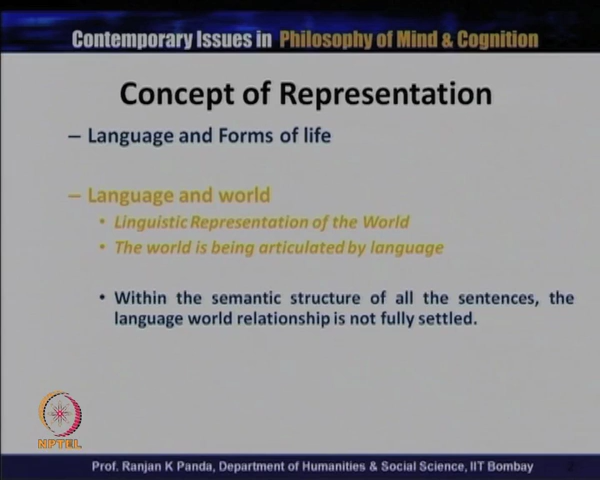 Contemporary Issues in Philosophy of Mind & Cognition
Concept of Representation
– Language and Forms of life
– Language and world
• Linguistic Representation of the World
• The world is being articulated by language
• Within the semantic structure of all the sentences, the
language world relationship is not fully settled.
NPTEL
Prof. Ranjan K Panda, Department of Humanities & Social Science, IIT Bombay 2